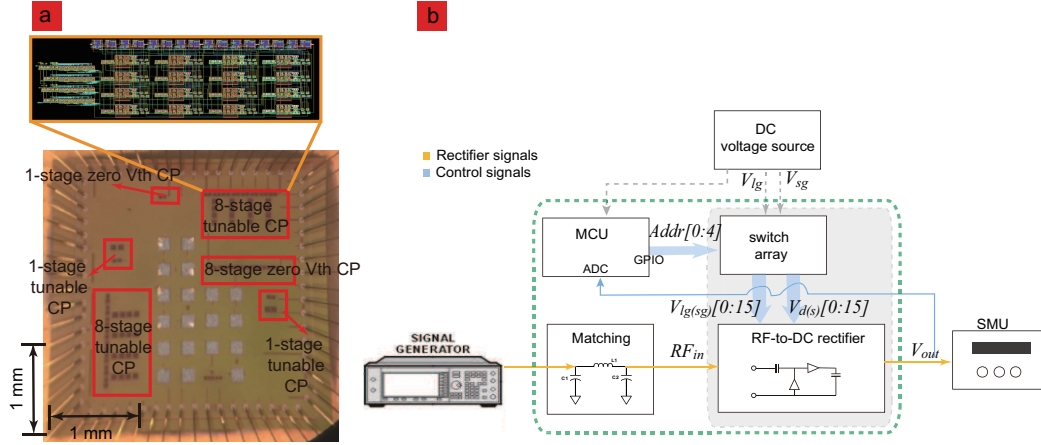 a
b
1-stage zero Vth CP
8-stage
tunable CP
1-stage
tunable
CP
8-stage zero Vth CP
8-stage
tunable
CP
1-stage
tunable
CP
1 mm
1 mm
Rectifier signals
Control signals
DC
voltage source
Vlg
Vsg
MCU
ADC
GPIO
Addr[0:4]
switch
array
Vlg(sg)[0:15]
Vd(s)[0:15]
SIGNAL
GENERATOR
Matching
L1
C1
C2
RFin
RF-to-DC rectifier
Vout
SMU